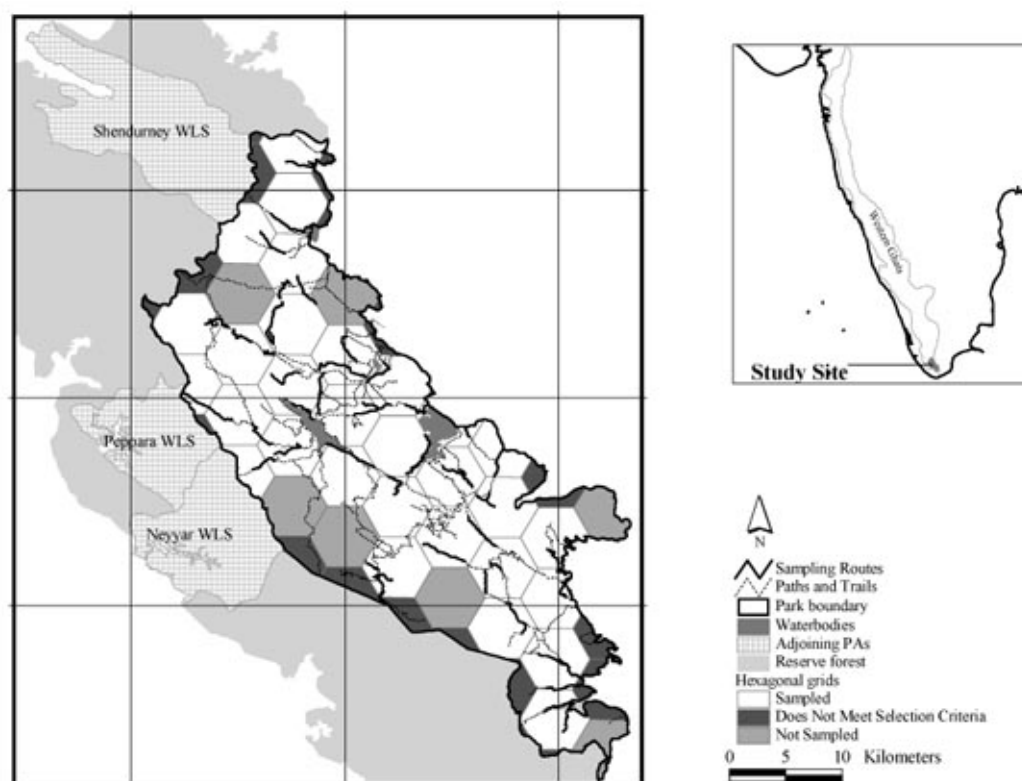 Shendurney WLS
Peppara WLS
Neyyar WLS
Western Ghats
Study Site
N
Sampling Routes
Paths and Trails
Park boundary
Waterbodies
Adjoining PAs
Reserve forest
Hexagonal grids
Sampled
Does Not Meet Selection Criteria
Not Sampled
0 5 10 Kilometers